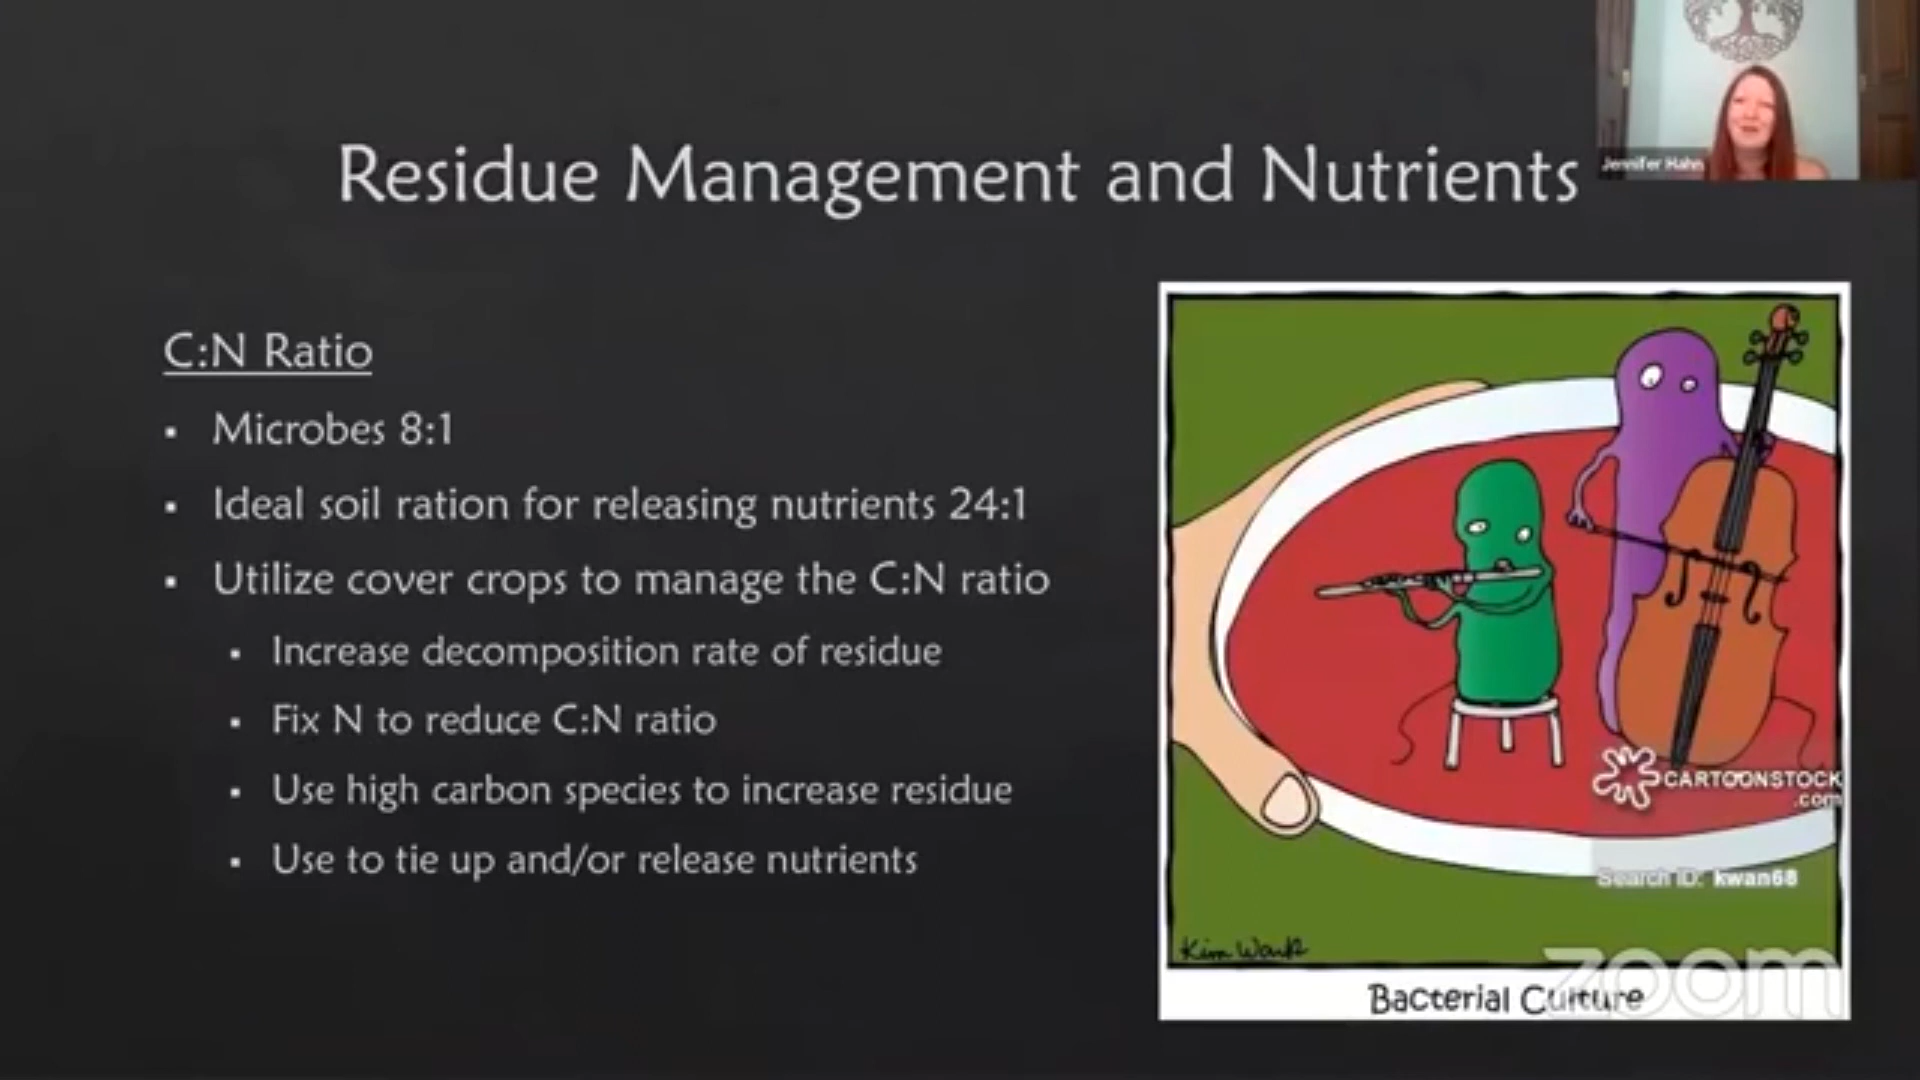 Residue Management and Nutrients
Jennifer Hahn
C:N Ratio
▪ Microbes 8:1
▪ Ideal soil ration for releasing nutrients 24:1
▪ Utilize cover crops to manage the C:N ratio
▪ Increase decomposition rate of residue
▪ Fix N to reduce C:N ratio
▪ Use high carbon species to increase residue
▪ Use to tie up and/or release nutrients
CARTOONSTOCK
.com
Search ID: kwan68
Kim
Bacterial Culture
zoom